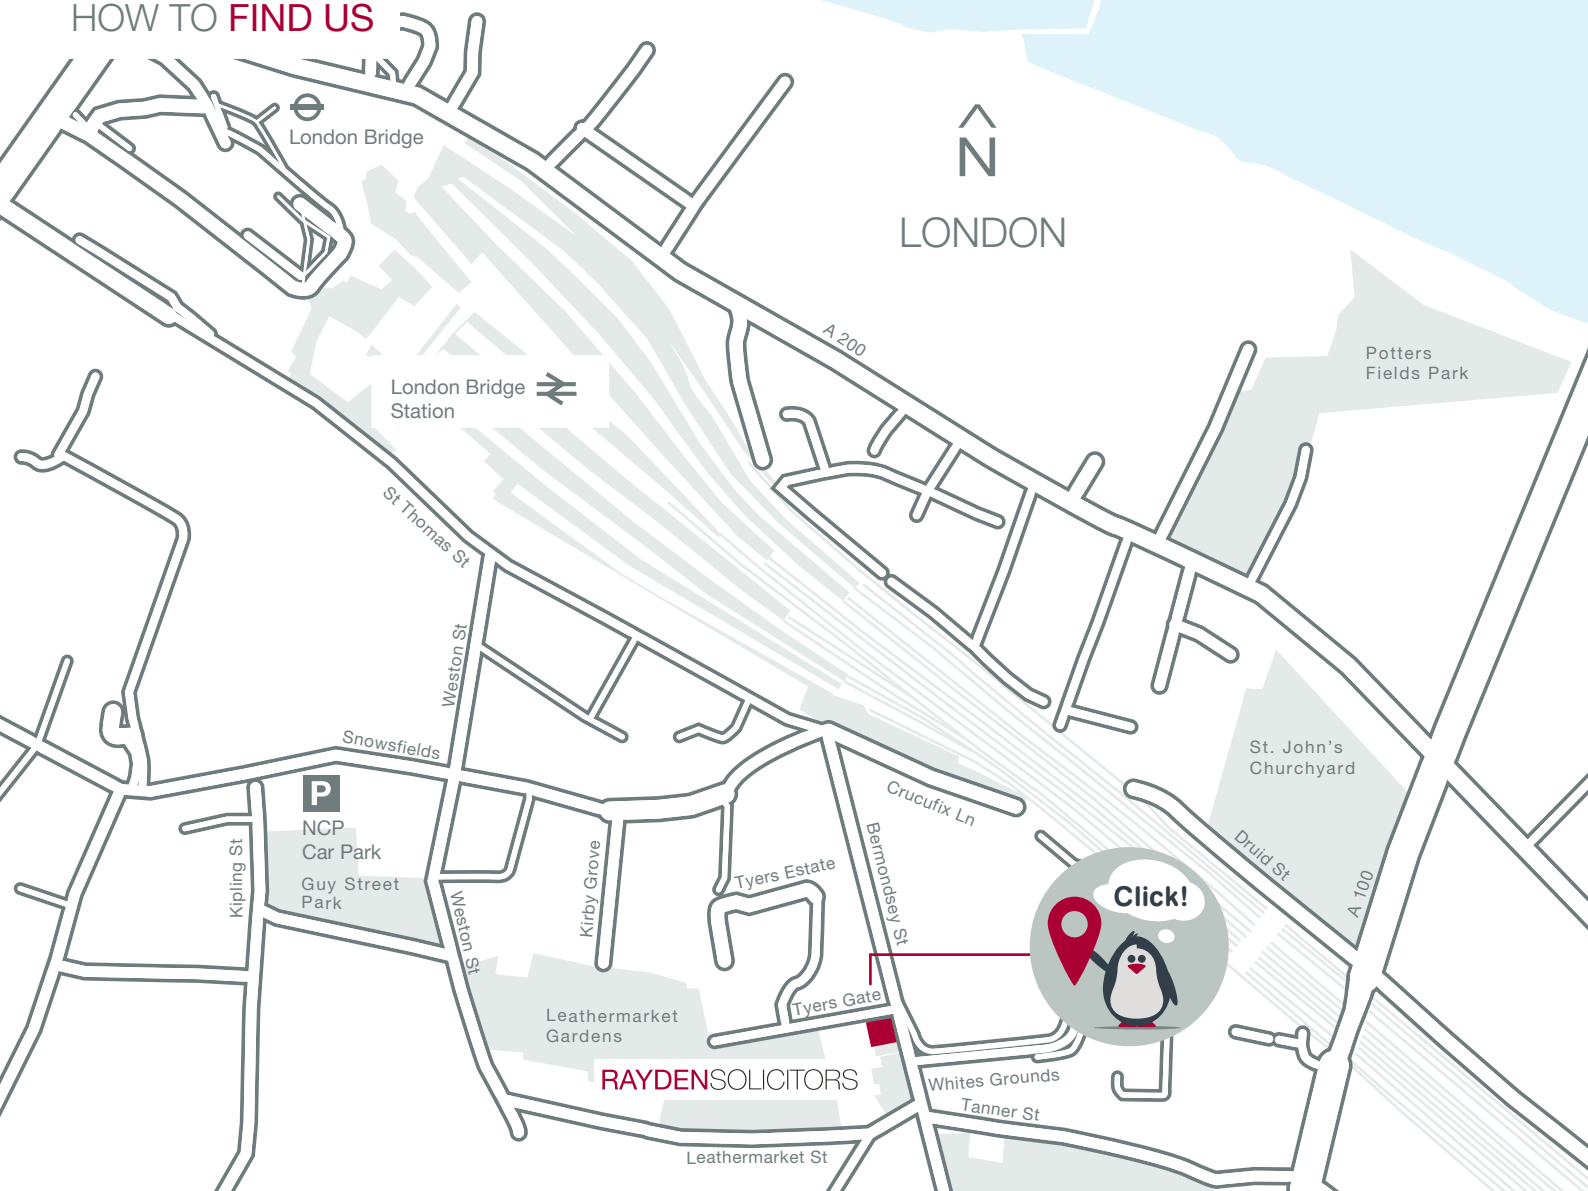 HOW TO FIND US
London Bridge
N
LONDON
A 200
Potters
Fields Park
London Bridge
Station
St Thomas St
Weston St
Snowsfields
St. John's
Churchyard
P
NCP
Car Park
Guy Street
Park
Kipling St
Weston St
Kirby Grove
Tyers Estate
Crucufix Ln
Bermondsey St
Druid St
A 100
Click!
Tyers Gate
Leathermarket
Gardens
RAYDENSOLICITORS
Whites Grounds
Tanner St
Leathermarket St